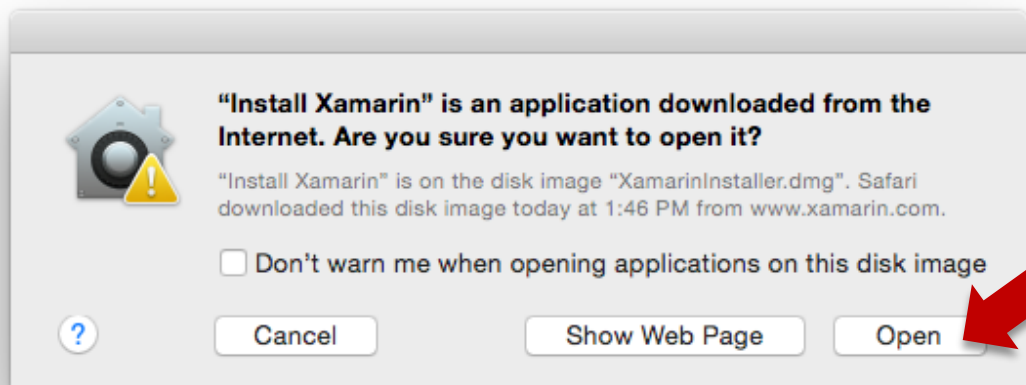 “Install Xamarin” is an application downloaded from the
Internet. Are you sure you want to open it?
“Install Xamarin” is on the disk image “XamarinInstaller.dmg”. Safari
downloaded this disk image today at 1:46 PM from www.xamarin.com.
Don’t warn me when opening applications on this disk image
? Cancel Show Web Page Open